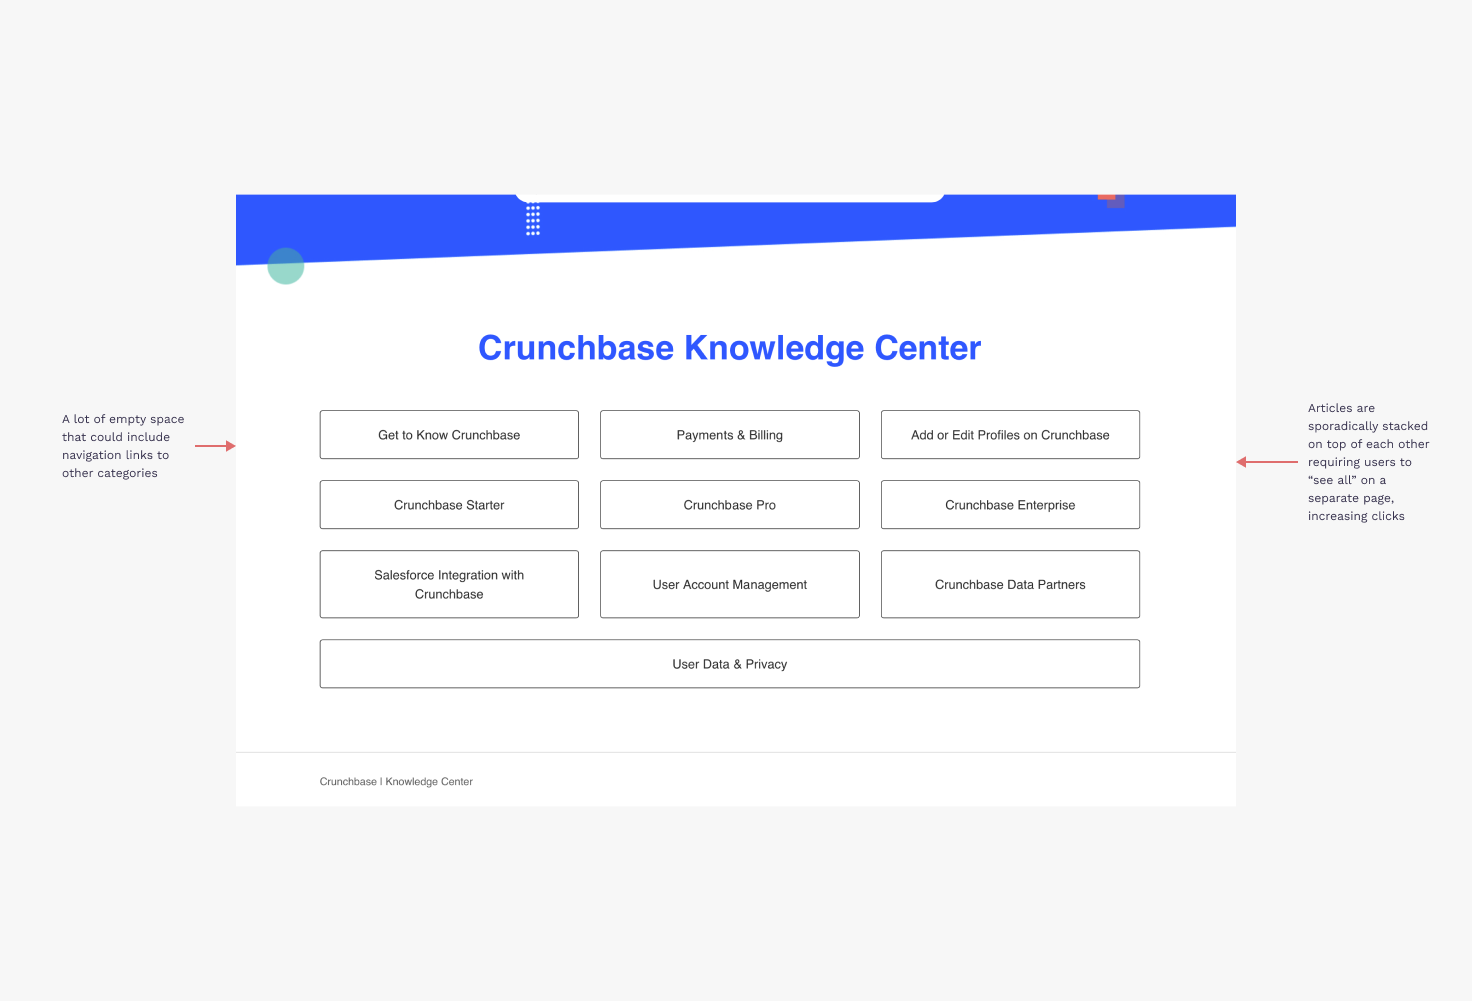 Crunchbase Knowledge Center
A lot of empty space
that could include
navigation links to
other categories
Articles are
sporadically stacked
on top of each other
requiring users to
“see all” on a
separate page,
increasing clicks
Get to Know Crunchbase
Payments & Billing
Add or Edit Profiles on Crunchbase
Crunchbase Starter
Crunchbase Pro
Crunchbase Enterprise
Salesforce Integration with
Crunchbase
User Account Management
Crunchbase Data Partners
User Data & Privacy
Crunchbase | Knowledge Center